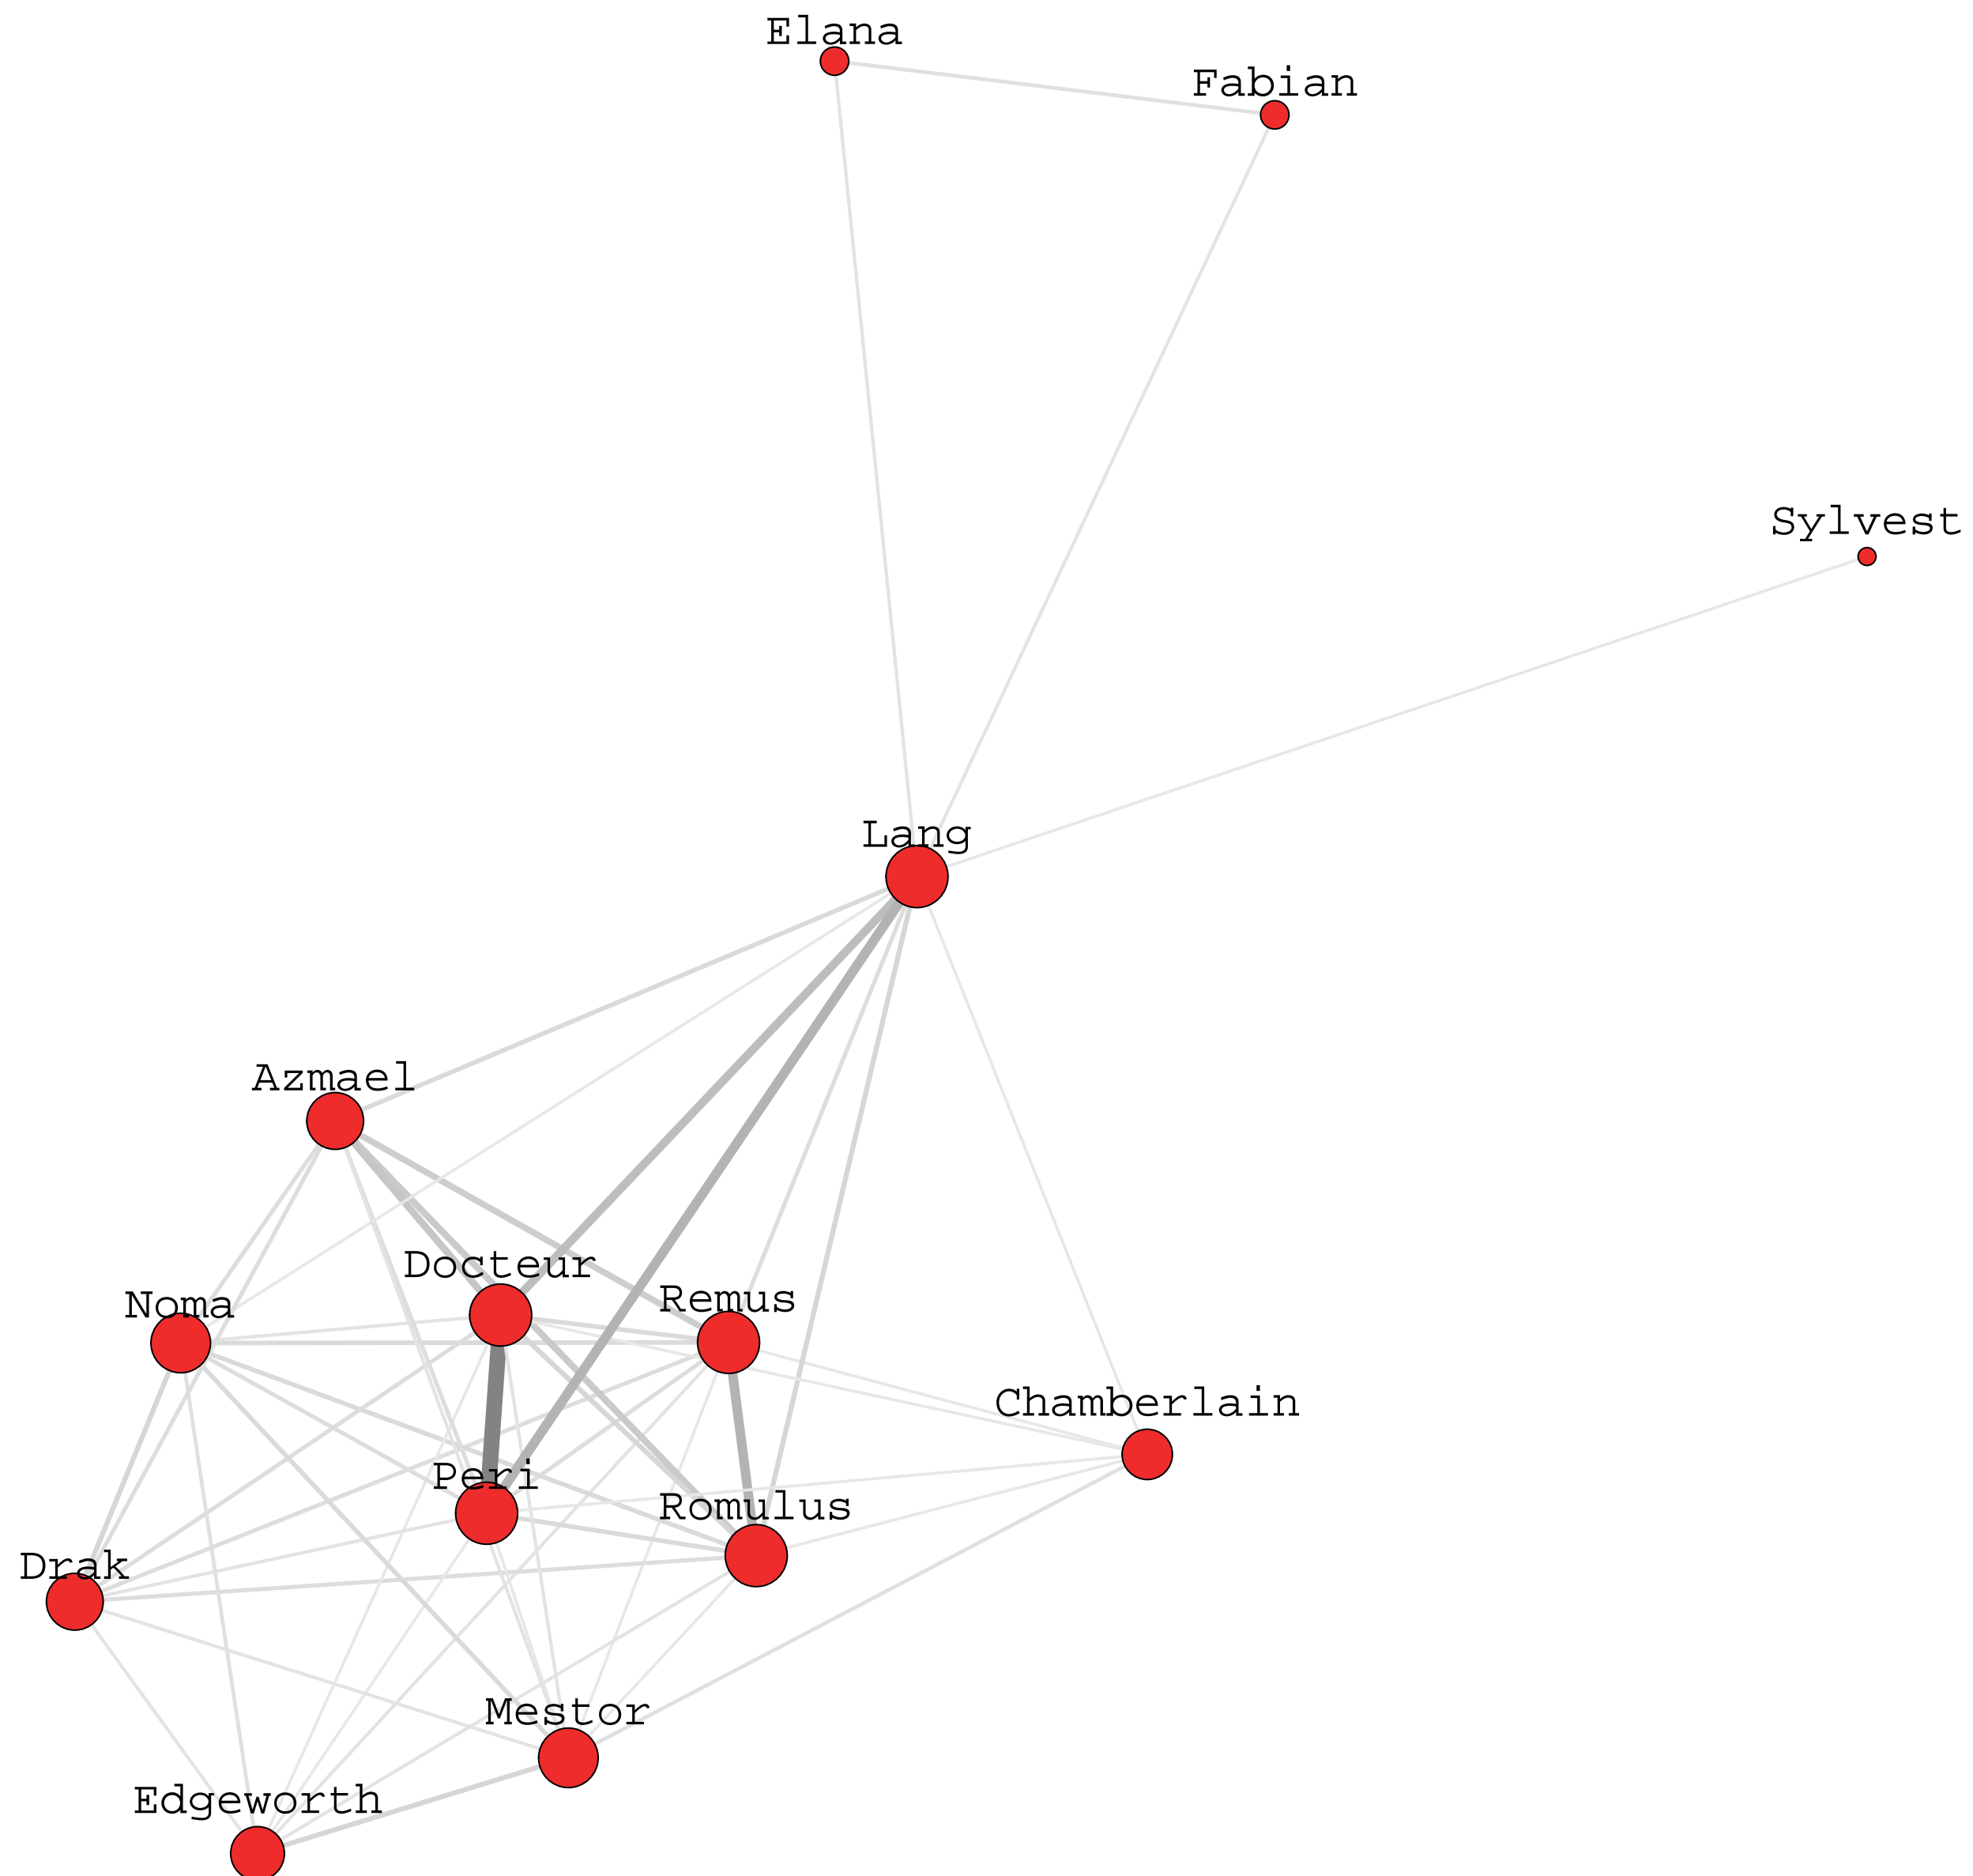 Elana
Fabian
Sylvest
Lang
Azmael
Docteur
Remus
Noma
Chamberlain
Peri
Romulus
Drak
Mestor
Edgeworth